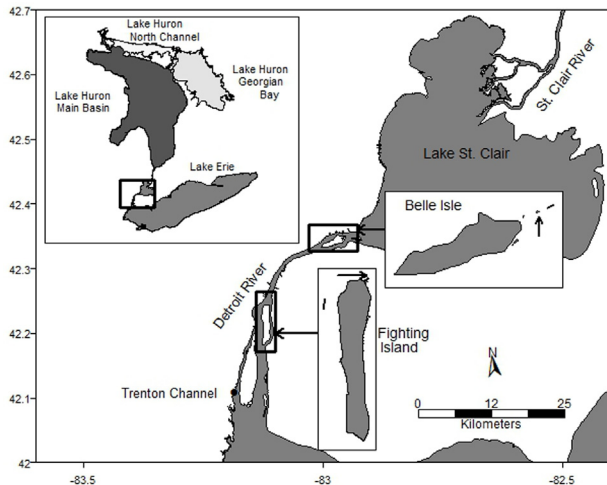 42.7
42.6
42.5
42.4
42.3
42.2
42.1
42
-83.5
-83
-82.5
Lake Huron
North Channel
Lake Huron
Georgian
Bay
Lake Huron
Main Basin
Lake Erie
St. Clair River
Lake St. Clair
Belle Isle
Detroit River
Fighting
Island
Trenton Channel
N
0 12 25
Kilometers